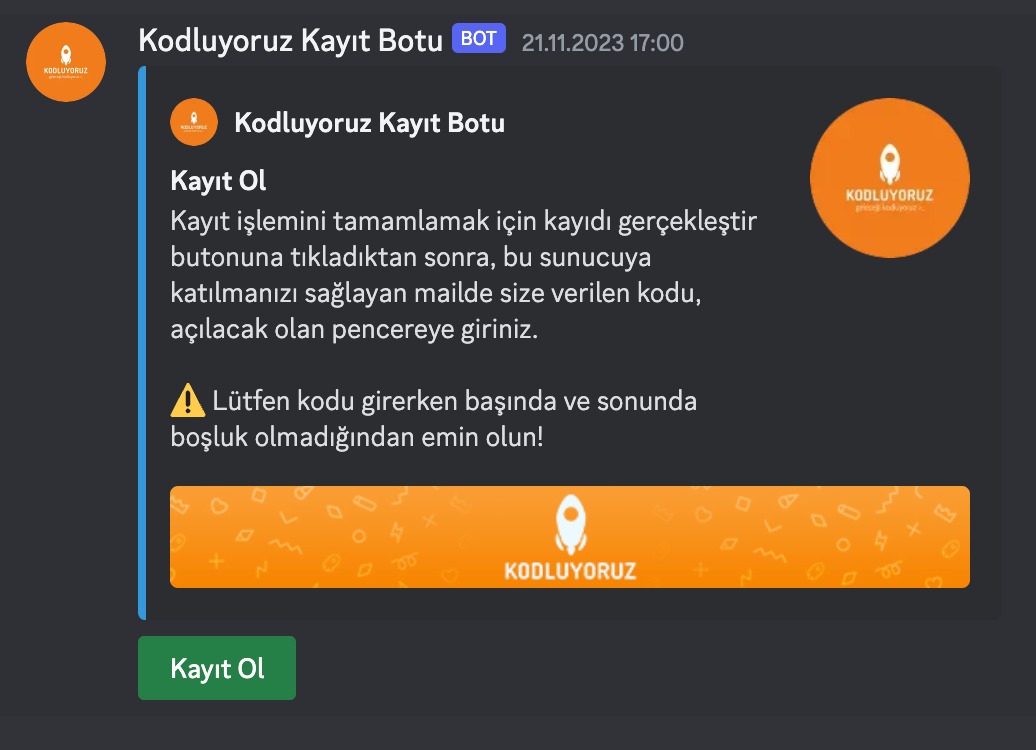 KODLUYORUZ
Kodluyoruz Kayıt Botu BOT 21.11.2023 17:00
KODLUYORUZ
Kodluyoruz Kayıt Botu
Kayıt Ol
Kayıt işlemini tamamlamak için kayıdı gerçekleştir
butonuna tıkladıktan sonra, bu sunucuya
katılmanızı sağlayan mailde size verilen kodu,
açılacak olan pencereye giriniz.
KODLUYORUZ
geleceği kodluyoruz >_
⚠️ Lütfen kodu girerken başında ve sonunda
boşluk olmadığından emin olun!
KODLUYORUZ
Kayıt Ol